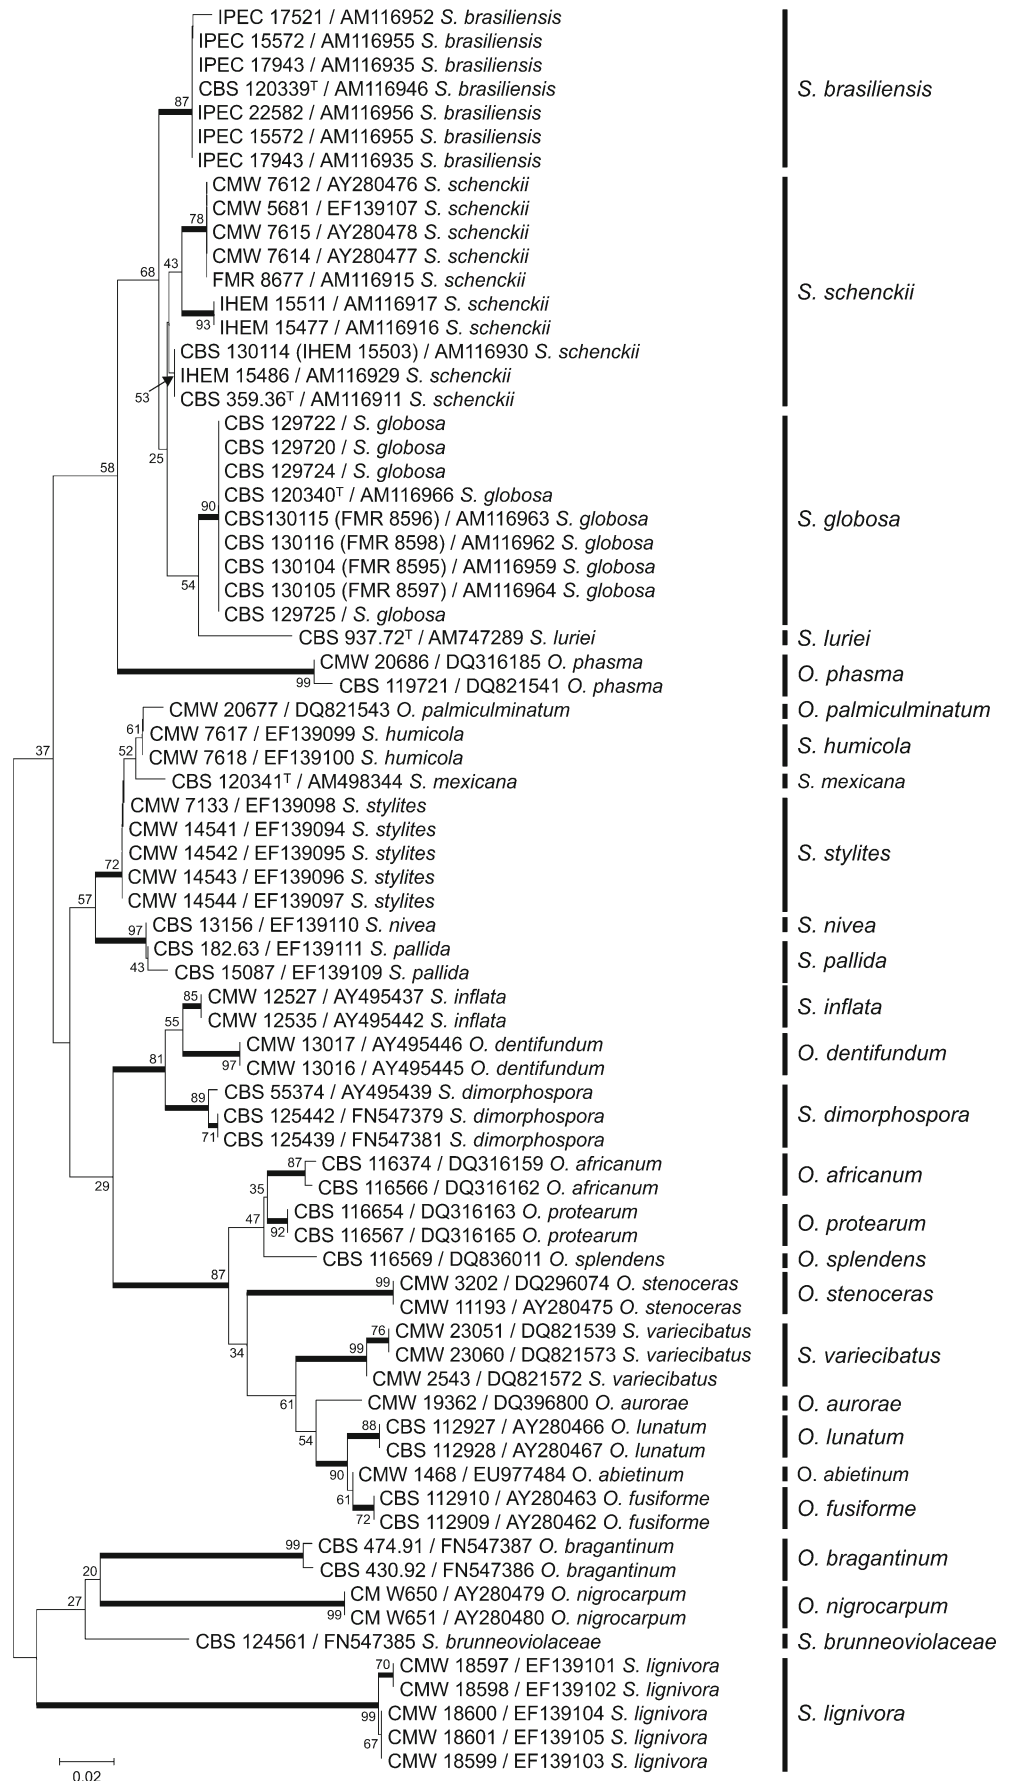 IPEC 17521 / AM116952 S. brasiliensis
IPEC 15572 / AM116955 S. brasiliensis
IPEC 17943 / AM116935 S. brasiliensis
CBS 120339ᵀ / AM116946 S. brasiliensis
S. brasiliensis
87
IPEC 22582 / AM116956 S. brasiliensis
IPEC 15572 / AM116955 S. brasiliensis
IPEC 17943 / AM116935 S. brasiliensis
CMW 7612 / AY280476 S. schenckii
CMW 5681 / EF139107 S. schenckii
78
CMW 7615 / AY280478 S. schenckii
CMW 7614 / AY280477 S. schenckii
43
68
FMR 8677 / AM116915 S. schenckii
S. schenckii
IHEM 15511 / AM116917 S. schenckii
93
IHEM 15477 / AM116916 S. schenckii
CBS 130114 (IHEM 15503) / AM116930 S. schenckii
IHEM 15486 / AM116929 S. schenckii
53
CBS 359.36ᵀ / AM116911 S. schenckii
CBS 129722 / S. globosa
CBS 129720 / S. globosa
25
58
CBS 129724 / S. globosa
CBS 120340ᵀ / AM116966 S. globosa
90
CBS130115 (FMR 8596) / AM116963 S. globosa
S. globosa
CBS 130116 (FMR 8598) / AM116962 S. globosa
CBS 130104 (FMR 8595) / AM116959 S. globosa
54
CBS 130105 (FMR 8597) / AM116964 S. globosa
CBS 129725 / S. globosa
CBS 937.72ᵀ / AM747289 S. luriei
S. luriei
CMW 20686 / DQ316185 O. phasma
O. phasma
99
CBS 119721 / DQ821541 O. phasma
CMW 20677 / DQ821543 O. palmiculminatum
O. palmiculminatum
61
CMW 7617 / EF139099 S. humicola
S. humicola
37
52
CMW 7618 / EF139100 S. humicola
CBS 120341ᵀ / AM498344 S. mexicana
S. mexicana
CMW 7133 / EF139098 S. stylites
CMW 14541 / EF139094 S. stylites
CMW 14542 / EF139095 S. stylites
S. stylites
72
CMW 14543 / EF139096 S. stylites
57
CMW 14544 / EF139097 S. stylites
97
CBS 13156 / EF139110 S. nivea
S. nivea
CBS 182.63 / EF139111 S. pallida
S. pallida
43
CBS 15087 / EF139109 S. pallida
85
CMW 12527 / AY495437 S. inflata
S. inflata
55
CMW 12535 / AY495442 S. inflata
CMW 13017 / AY495446 O. dentifundum
O. dentifundum
81
97
CMW 13016 / AY495445 O. dentifundum
CBS 55374 / AY495439 S. dimorphospora
89
CBS 125442 / FN547379 S. dimorphospora
S. dimorphospora
71
CBS 125439 / FN547381 S. dimorphospora
87
CBS 116374 / DQ316159 O. africanum
O. africanum
29
35
CBS 116566 / DQ316162 O. africanum
CBS 116654 / DQ316163 O. protearum
O. protearum
47
92
CBS 116567 / DQ316165 O. protearum
CBS 116569 / DQ836011 O. splendens
O. splendens
87
99
CMW 3202 / DQ296074 O. stenoceras
O. stenoceras
CMW 11193 / AY280475 O. stenoceras
76
CMW 23051 / DQ821539 S. variecibatus
34
99
CMW 23060 / DQ821573 S. variecibatus
S. variecibatus
CMW 2543 / DQ821572 S. variecibatus
61
CMW 19362 / DQ396800 O. aurorae
O. aurorae
88
CBS 112927 / AY280466 O. lunatum
O. lunatum
54
CBS 112928 / AY280467 O. lunatum
90
CMW 1468 / EU977484 O. abietinum
O. abietinum
61
CBS 112910 / AY280463 O. fusiforme
O. fusiforme
72
CBS 112909 / AY280462 O. fusiforme
99
CBS 474.91 / FN547387 O. bragantinum
O. bragantinum
20
CBS 430.92 / FN547386 O. bragantinum
27
CM W650 / AY280479 O. nigrocarpum
O. nigrocarpum
99
CM W651 / AY280480 O. nigrocarpum
CBS 124561 / FN547385 S. brunneoviolaceae
S. brunneoviolaceae
70
CMW 18597 / EF139101 S. lignivora
CMW 18598 / EF139102 S. lignivora
99
CMW 18600 / EF139104 S. lignivora
S. lignivora
67
CMW 18601 / EF139105 S. lignivora
CMW 18599 / EF139103 S. lignivora
0.02